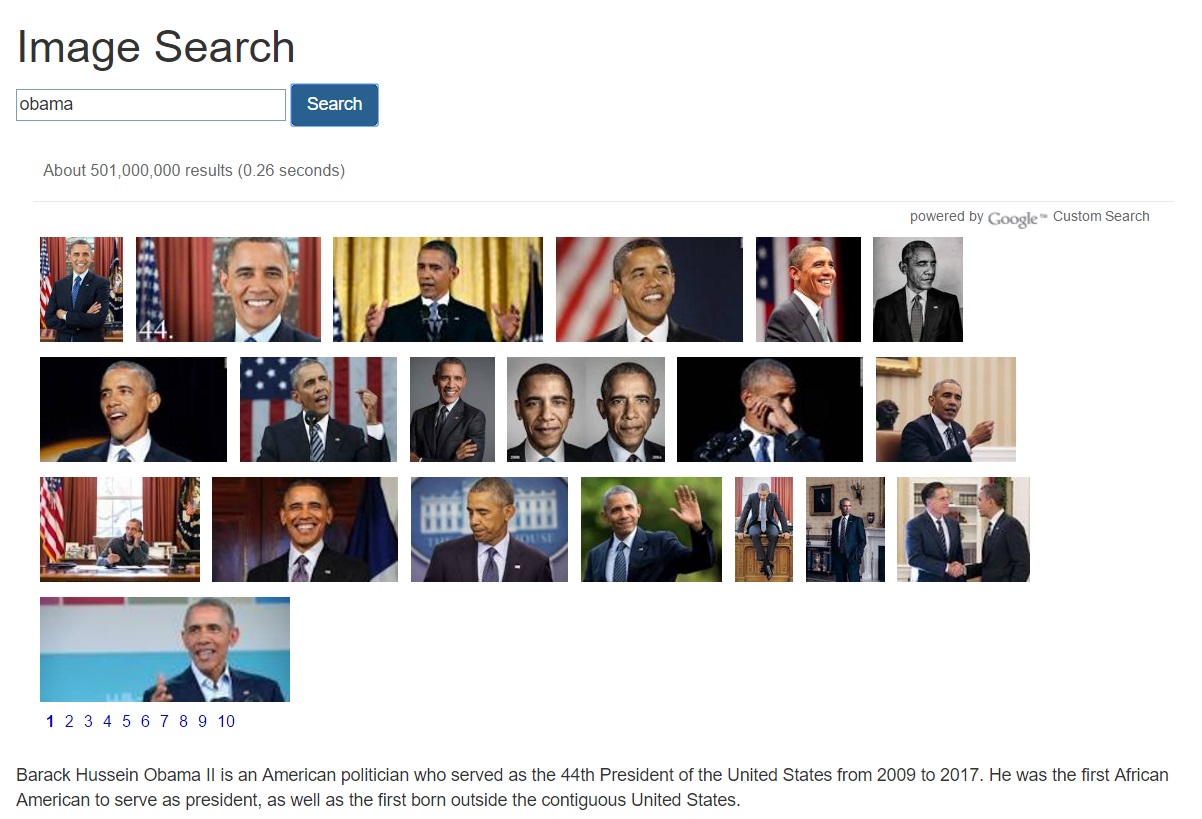 Image Search
obama
Search
About 501,000,000 results (0.26 seconds)
powered by Google™ Custom Search
44.
1 2 3 4 5 6 7 8 9 10
Barack Hussein Obama II is an American politician who served as the 44th President of the United States from 2009 to 2017. He was the first African
American to serve as president, as well as the first born outside the contiguous United States.